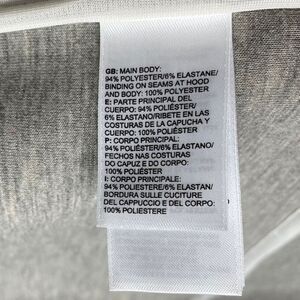 GB: MAIN BODY:
94% POLYESTER/6% ELASTANE/
BINDING ON SEAMS AT HOOD
AND BODY: 100% POLYESTER
E: PARTE PRINCIPAL DEL
CUERPO: 94% POLIÉSTER/
6% ELASTANO/RIBETE EN LAS
COSTURAS DE LA CAPUCHA Y
CUERPO: 100% POLIÉSTER
P: CORPO PRINCIPAL:
94% POLIÉSTER/6% ELASTANO/
FECHOS NAS COSTURAS
DO CAPUZ E DO CORPO:
100% POLIÉSTER
I: CORPO PRINCIPALE:
94% POLIESTERE/6% ELASTAN/
BORDURA SULLE CUCITURE
DEL CAPPUCCIO E DEL CORPO:
100% POLIESTERE